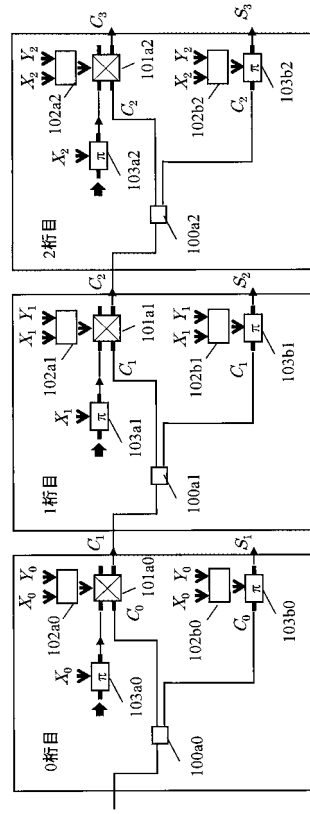 0桁目
X₀ Y₀
102a0
X₀
π
103a0
C₀
101a0
C₁
100a0
X₀ Y₀
102b0
C₀
π
103b0
S₁
1桁目
X₁ Y₁
102a1
X₁
π
103a1
C₁
101a1
C₂
100a1
X₁ Y₁
102b1
C₁
π
103b1
S₂
2桁目
X₂ Y₂
102a2
X₂
π
103a2
C₂
101a2
C₃
100a2
X₂ Y₂
102b2
C₂
π
103b2
S₃